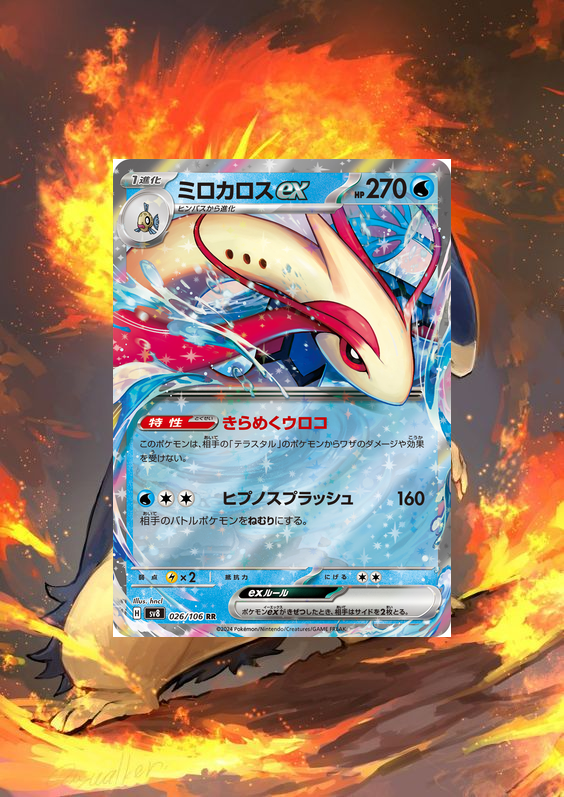 1進化 ミロカロスex HP270
ヒンバスから進化
特性 とくせい きらめくウロコ
このポケモンは、相手の「テラスタル」のポケモンからワザのダメージや効果
を受けない。
ヒプノスプラッシュ 160
相手のバトルポケモンをねむりにする。
弱点 ×2 抵抗力 にげる
exルール
ポケモンexがきぜつしたとき、相手はサイドを2枚とる。
Illus. hncl
H sv8 026/106 RR
©2024 Pokémon/Nintendo/Creatures/GAME FREAK.